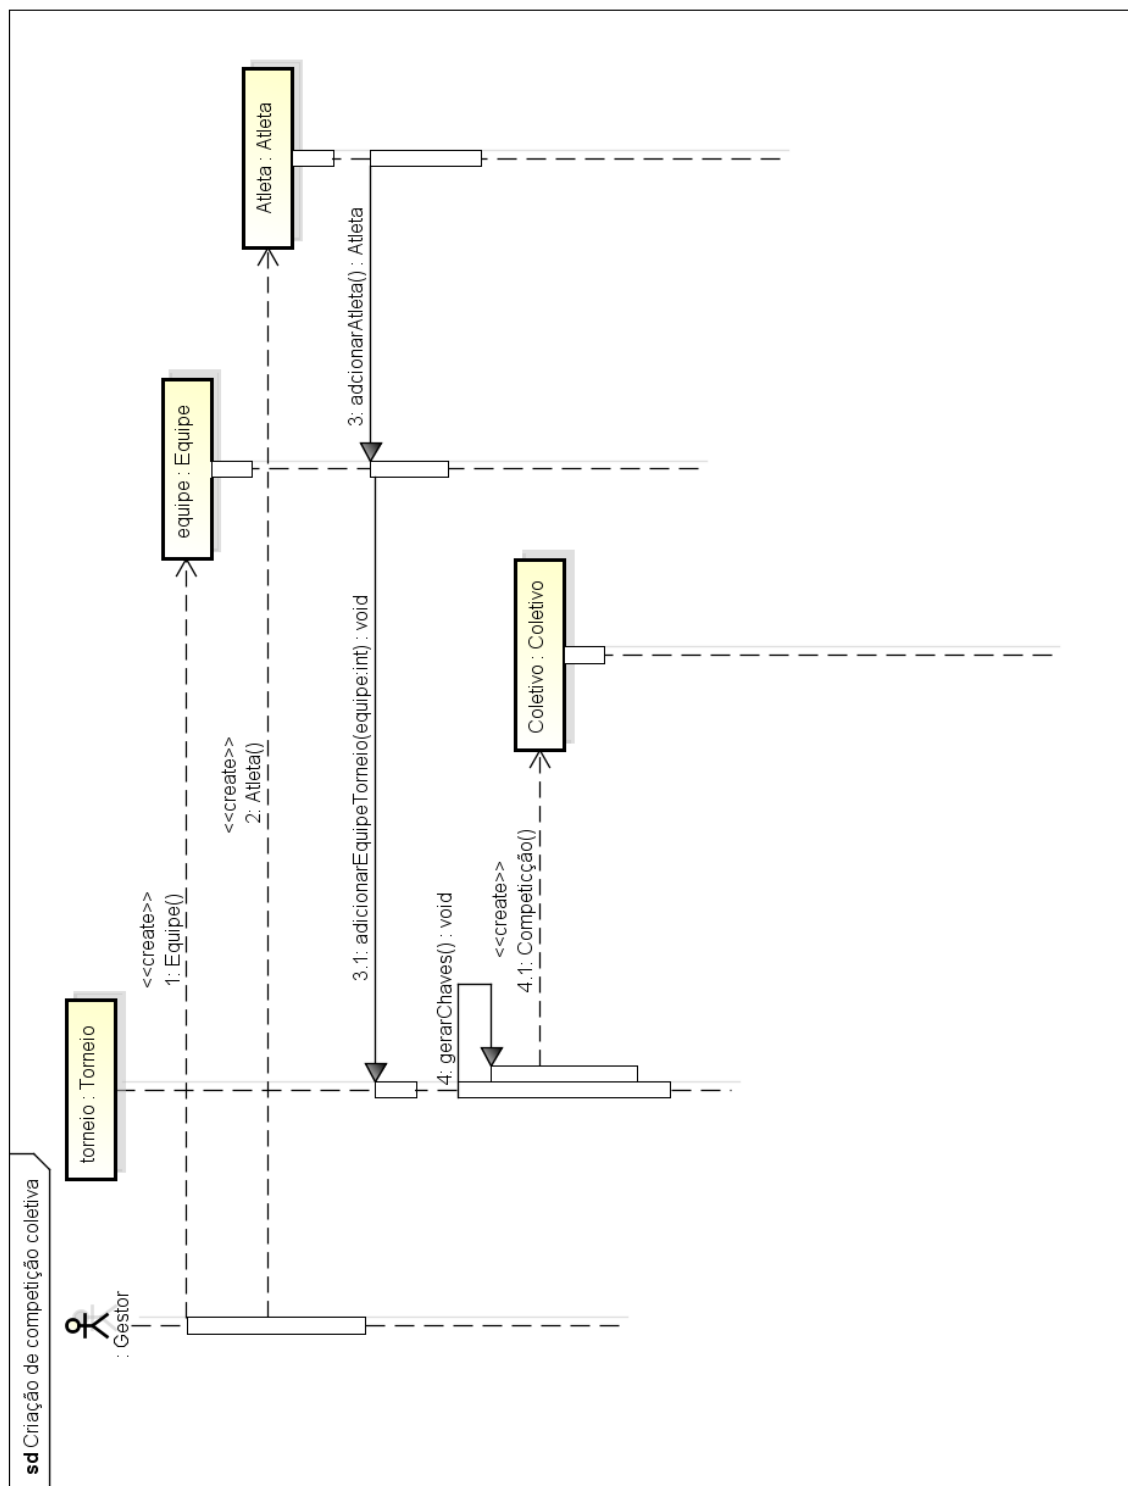 sd Criação de competição coletiva
: Gestor
torneio : Torneio
equipe : Equipe
Atleta : Atleta
<<create>>
1: Equipe()
<<create>>
2: Atleta()
3: adcionarAtleta() : Atleta
3.1: adicionarEquipeTorneio(equipe:int) : void
4: gerarChaves() : void
<<create>>
4.1: Competicção()
Coletivo : Coletivo